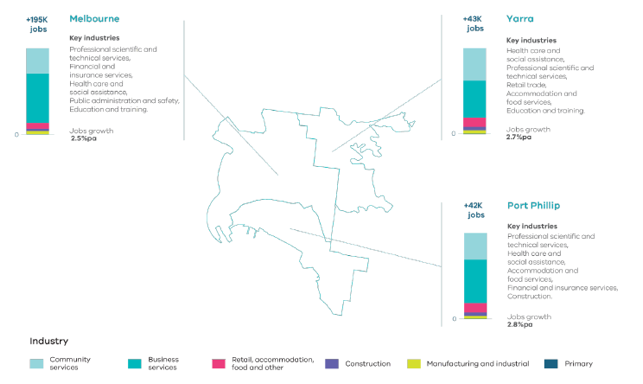 +195K
jobs
Melbourne
Key industries
Professional scientific and
technical services,
Financial and
insurance services,
Health care and
social assistance,
Public administration and safety,
Education and training.
0
Jobs growth
2.5%pa
+43K
jobs
Yarra
Key industries
Health care and
social assistance,
Professional scientific and
technical services,
Retail trade,
Accommodation and
food services,
Education and training.
0
Jobs growth
2.7%pa
+42K
jobs
Port Phillip
Key Industries
Professional scientific and
technical services,
Health care and
social assistance,
Accommodation and
food services,
Financial and insurance services,
Construction.
0
Jobs growth
2.8%pa
Industry
Community
services
Business
services
Retail, accommodation,
food and other
Construction
Manufacturing and industrial
Primary